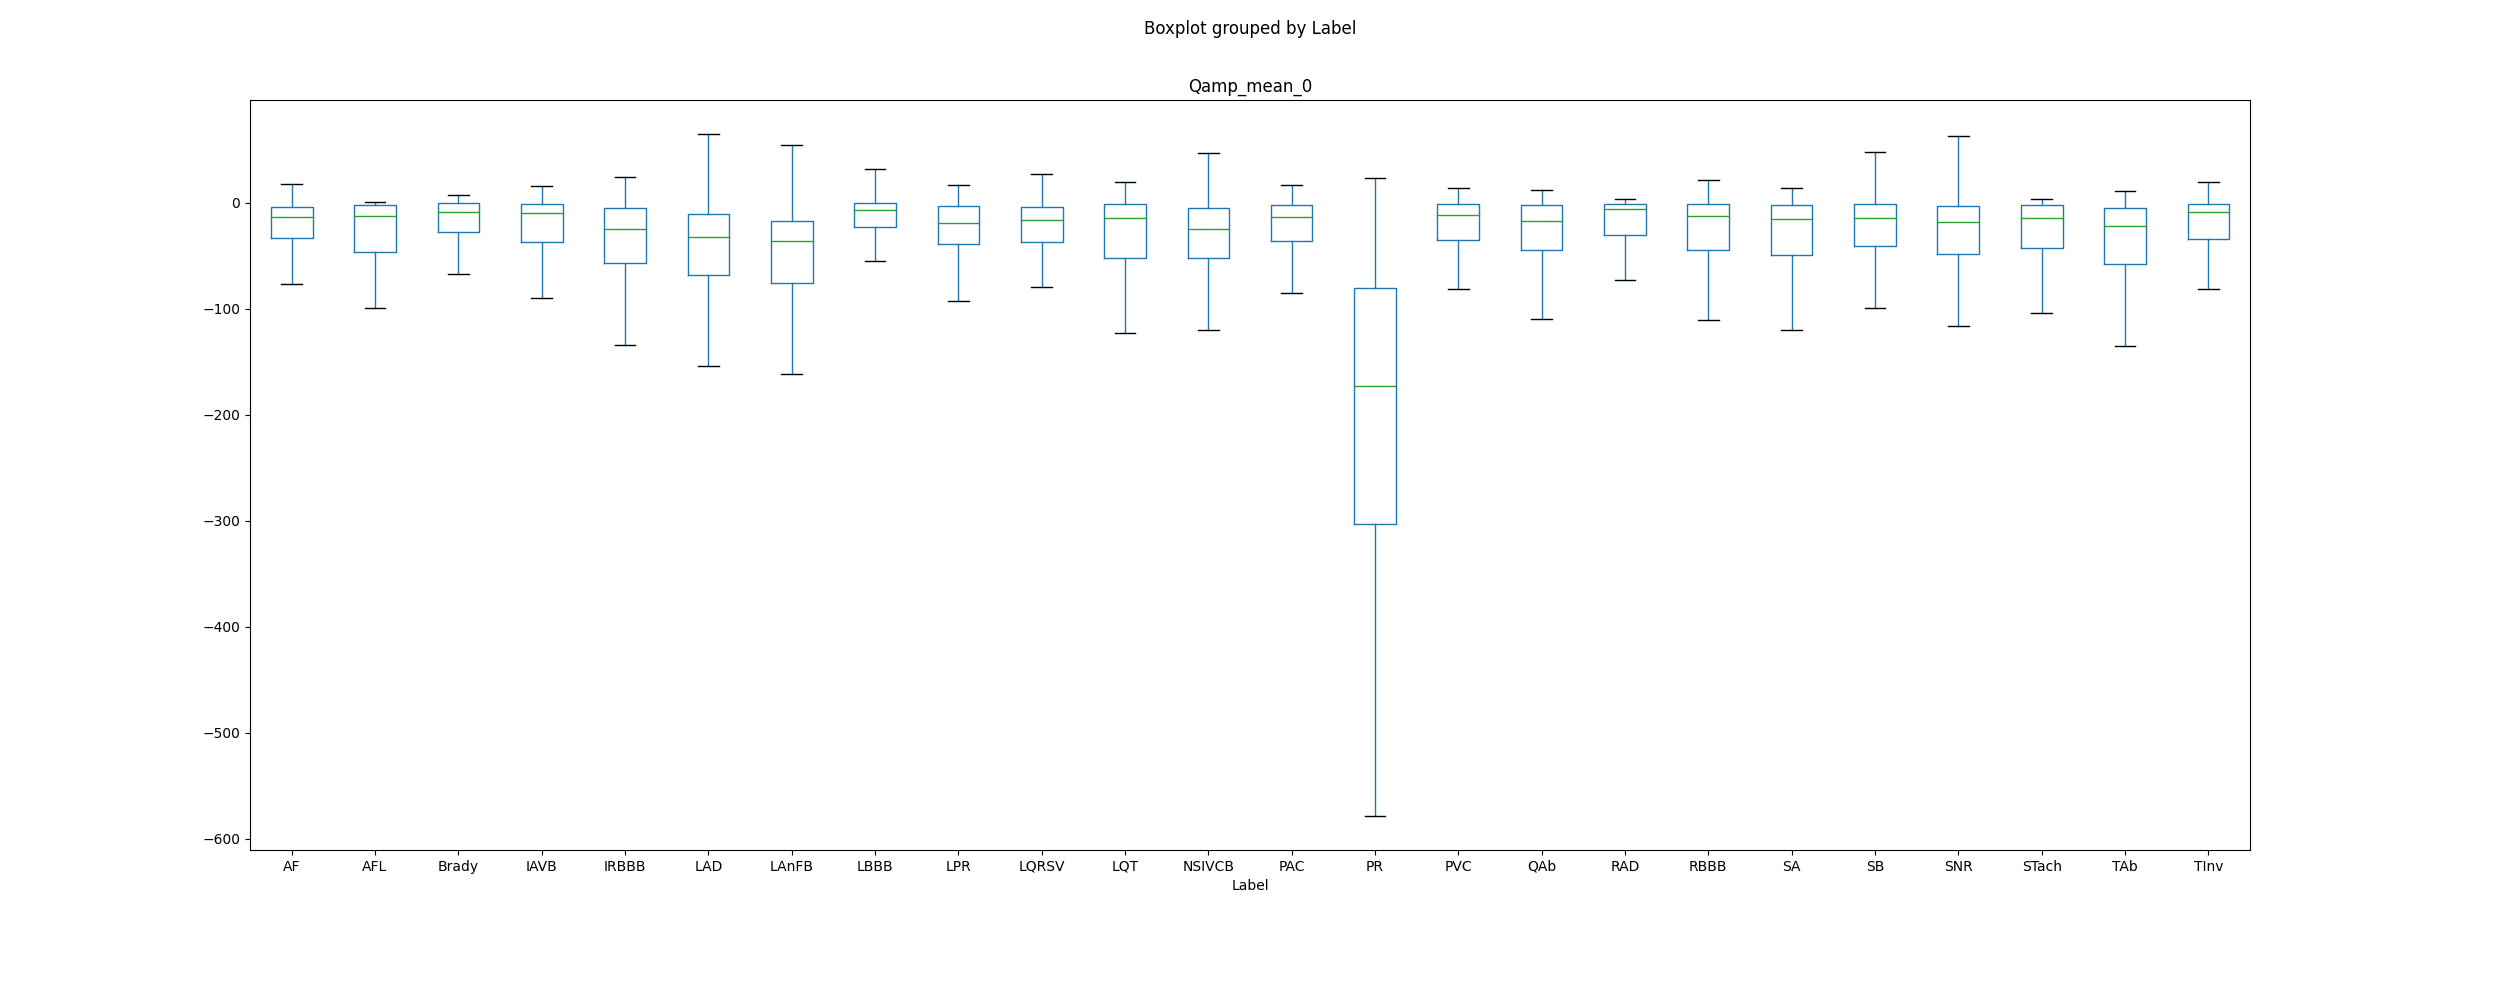 Boxplot grouped by Label
Qamp_mean_0
0
−100
−200
−300
−400
−500
−600
AF AFL Brady IAVB IRBBB LAD LAnFB LBBB LPR LQRSV LQT NSIVCB PAC PR PVC QAb RAD RBBB SA SB SNR STach TAb TInv
Label